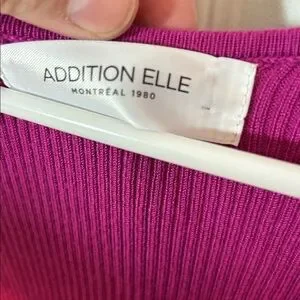 ADDITION ELLE
MONTRÉAL 1980